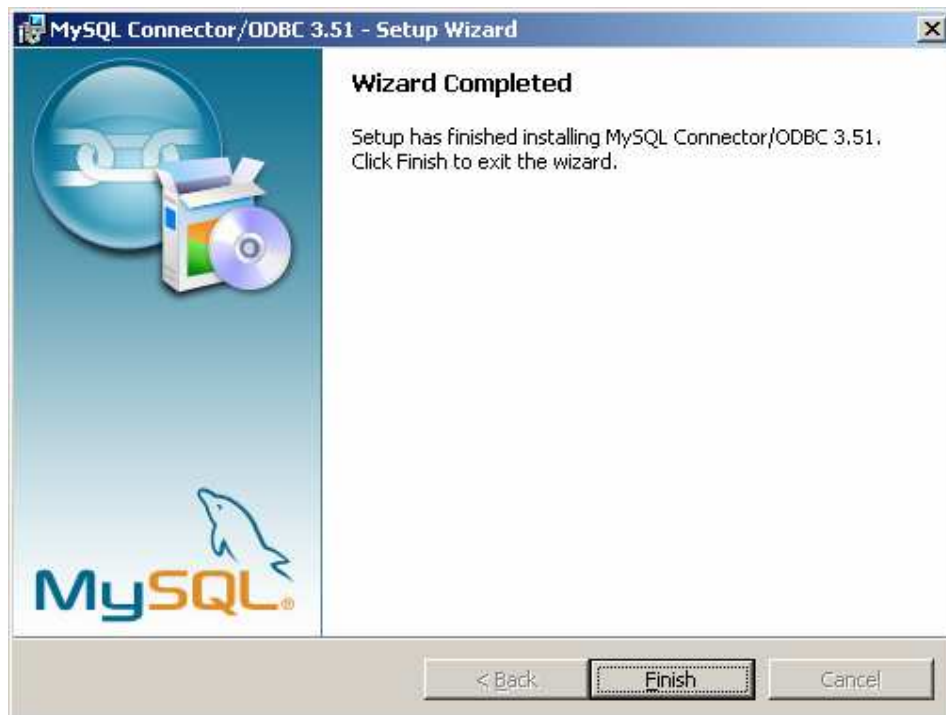 MySQL Connector/ODBC 3.51 - Setup Wizard
Wizard Completed
Setup has finished installing MySQL Connector/ODBC 3.51.
Click Finish to exit the wizard.
MySQL®
< Back
Finish
Cancel